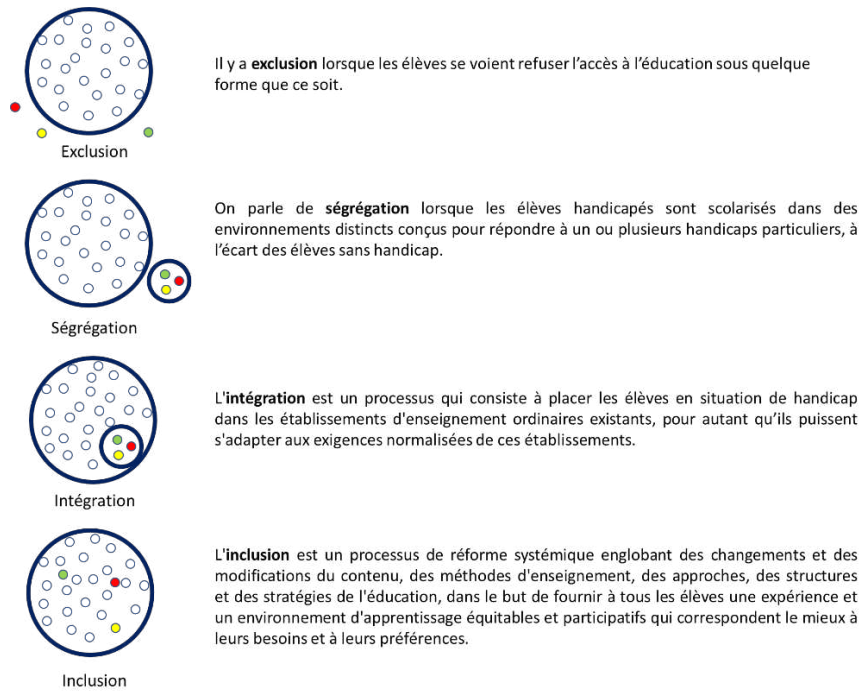 Il y a exclusion lorsque les élèves se voient refuser l'accès à l'éducation sous quelque
forme que ce soit.
Exclusion
On parle de ségrégation lorsque les élèves handicapés sont scolarisés dans des
environnements distincts conçus pour répondre à un ou plusieurs handicaps particuliers, à
l'écart des élèves sans handicap.
Ségrégation
L'intégration est un processus qui consiste à placer les élèves en situation de handicap
dans les établissements d'enseignement ordinaires existants, pour autant qu'ils puissent
s'adapter aux exigences normalisées de ces établissements.
Intégration
L'inclusion est un processus de réforme systémique englobant des changements et des
modifications du contenu, des méthodes d'enseignement, des approches, des structures
et des stratégies de l'éducation, dans le but de fournir à tous les élèves une expérience et
un environnement d'apprentissage équitables et participatifs qui correspondent le mieux à
leurs besoins et à leurs préférences.
Inclusion